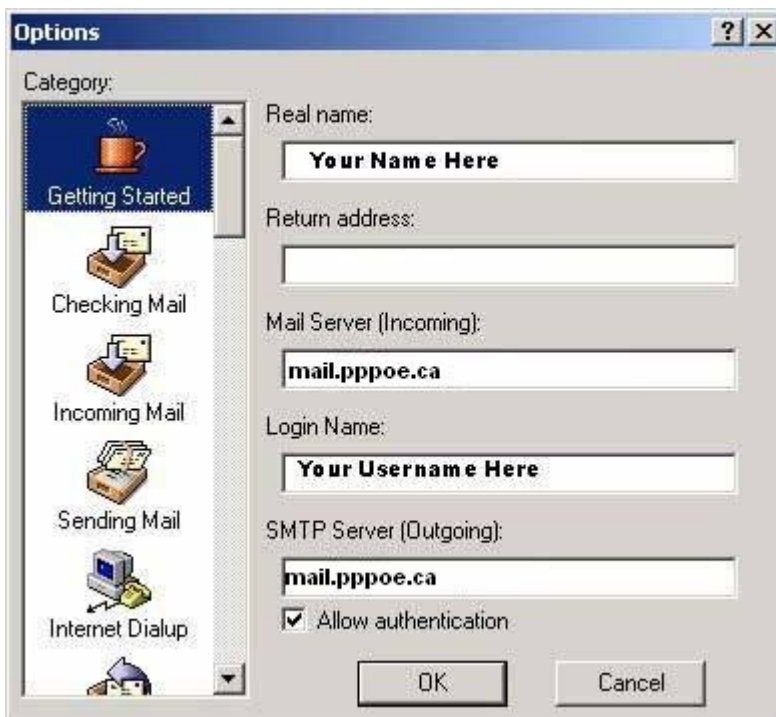 Options
Category:
Getting Started
Checking Mail
Incoming Mail
Sending Mail
Internet Dialup
Real name:
Your Name Here
Return address:
Mail Server (Incoming):
mail.pppoe.ca
Login Name:
Your Username Here
SMTP Server (Outgoing):
mail.pppoe.ca
Allow authentication
OK
Cancel